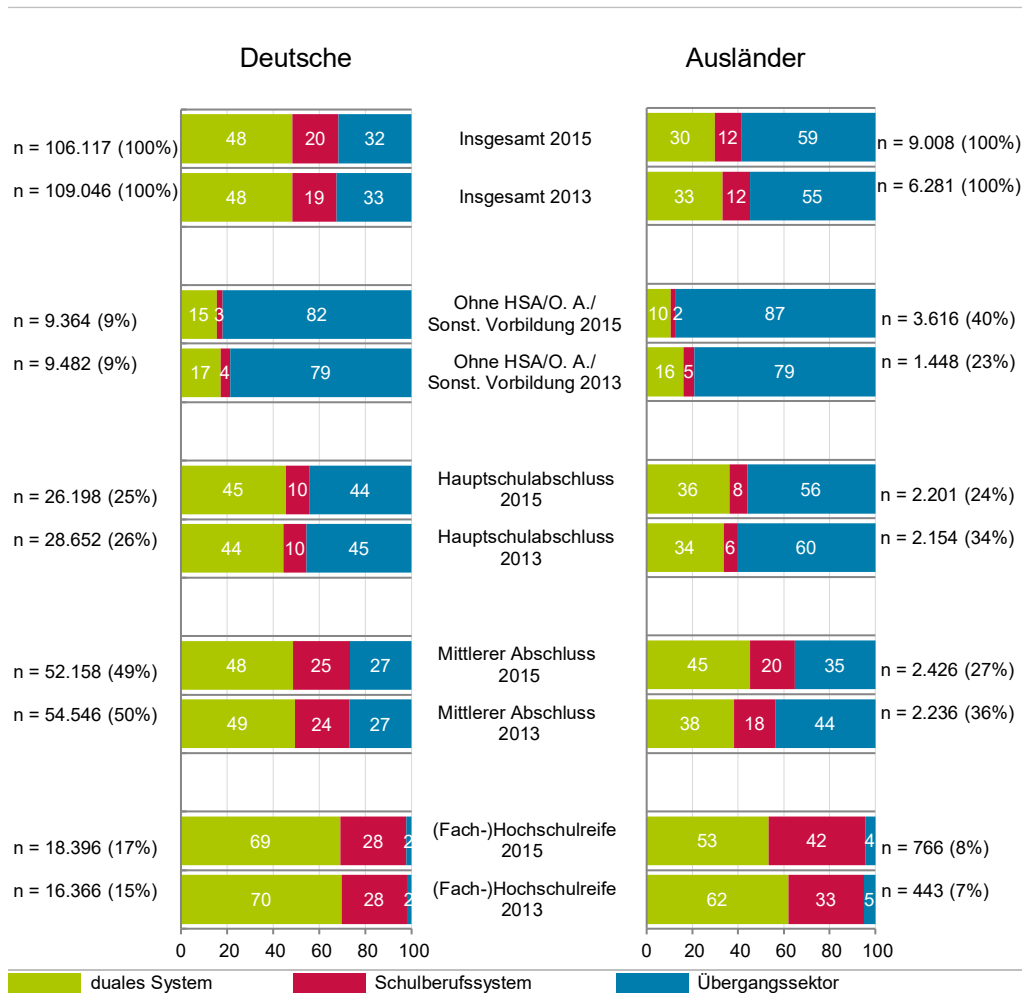 Deutsche Ausländer
n = 106.117 (100%) 48 20 32 Insgesamt 2015 30 12 59 n = 9.008 (100%)
n = 109.046 (100%) 48 19 33 Insgesamt 2013 33 12 55 n = 6.281 (100%)
n = 9.364 (9%) 15 3 82 Ohne HSA/O. A./
Sonst. Vorbildung 2015 10 2 87 n = 3.616 (40%)
n = 9.482 (9%) 17 4 79 Ohne HSA/O. A./
Sonst. Vorbildung 2013 16 5 79 n = 1.448 (23%)
n = 26.198 (25%) 45 10 44 Hauptschulabschluss
2015 36 8 56 n = 2.201 (24%)
n = 28.652 (26%) 44 10 45 Hauptschulabschluss
2013 34 6 60 n = 2.154 (34%)
n = 52.158 (49%) 48 25 27 Mittlerer Abschluss
2015 45 20 35 n = 2.426 (27%)
n = 54.546 (50%) 49 24 27 Mittlerer Abschluss
2013 38 18 44 n = 2.236 (36%)
n = 18.396 (17%) 69 28 2 (Fach-)Hochschulreife
2015 53 42 4 n = 766 (8%)
n = 16.366 (15%) 70 28 2 (Fach-)Hochschulreife
2013 62 33 5 n = 443 (7%)
0 20 40 60 80 100 0 20 40 60 80 100
duales System Schulberufssystem Übergangssektor